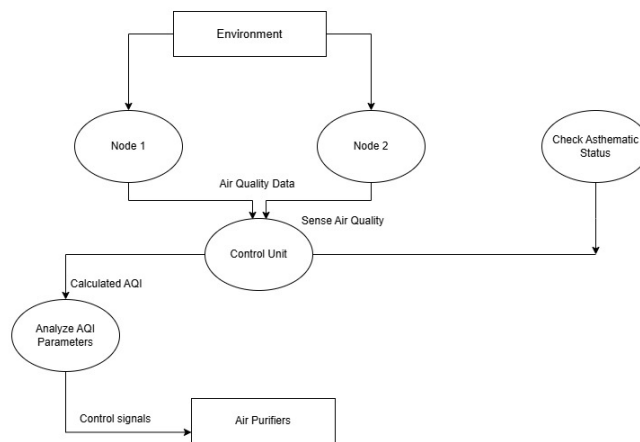 Environment
Node 1
Node 2
Check Asthematic
Status
Air Quality Data
Sense Air Quality
Control Unit
Calculated AQI
Analyze AQI
Parameters
Control signals
Air Purifiers